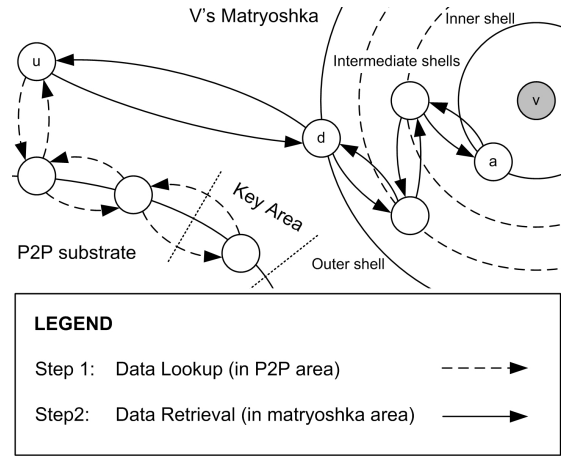 V's Matryoshka
Inner shell
Intermediate shells
u
v
d
a
Key Area
P2P substrate
Outer shell
LEGEND
Step 1: Data Lookup (in P2P area)
Step2: Data Retrieval (in matryoshka area)